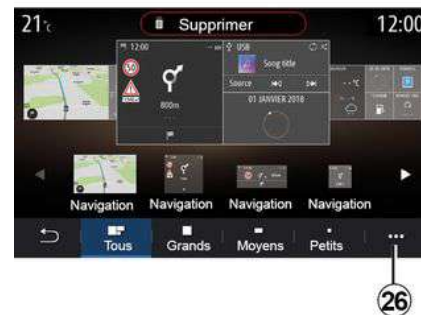 21°c
Supprimer
12:00
12:00
USB
Song title
Source
800m
01 JANVIER 2018
Navigation
Navigation
Navigation
Navigation
Tous
Grands
Moyens
Petits
26